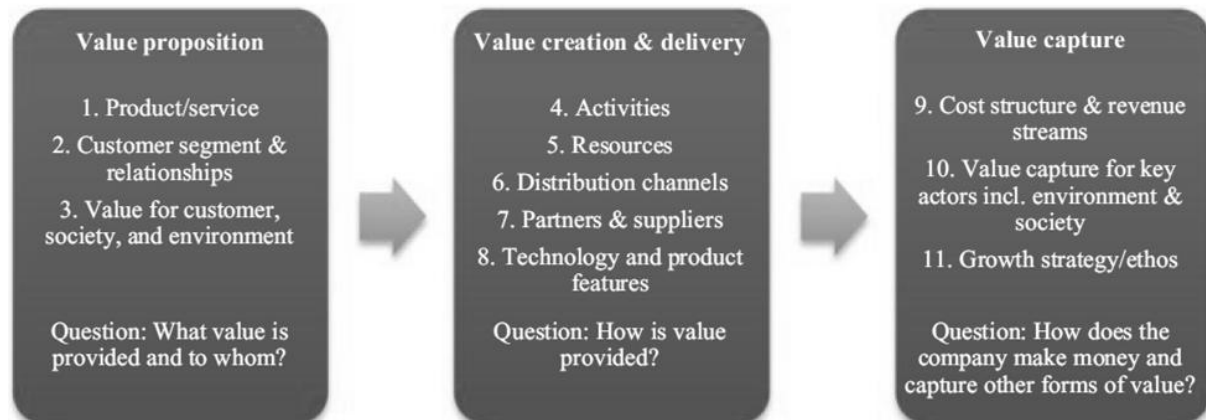 Value proposition
1. Product/service
2. Customer segment &
relationships
3. Value for customer,
society, and environment
Question: What value is
provided and to whom?
Value creation & delivery
4. Activities
5. Resources
6. Distribution channels
7. Partners & suppliers
8. Technology and product
features
Question: How is value
provided?
Value capture
9. Cost structure & revenue
streams
10. Value capture for key
actors incl. environment &
society
11. Growth strategy/ethos
Question: How does the
company make money and
capture other forms of value?